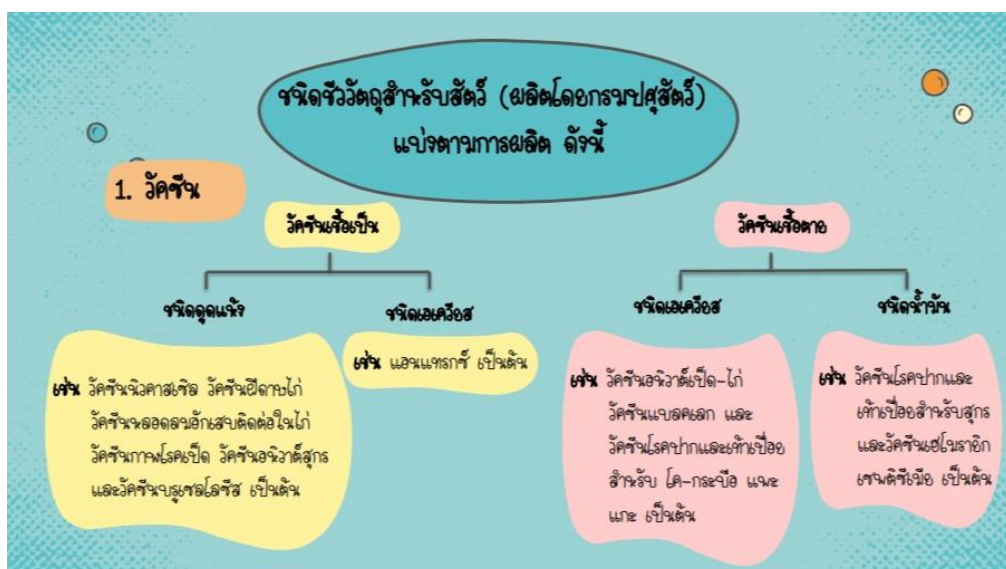 ชนิดชีววัตถุสำหรับสัตว์ (ผลิตโดยกรมปศุสัตว์)
แบ่งตามการผลิต ดังนี้
1. วัคซีน
วัคซีนเชื้อเป็น
ชนิดดูดแห้ง
เช่น วัคซีนนิวคาสเซิล วัคซีนฝีดาษไก่
วัคซีนหลอดลมอักเสบติดต่อในไก่
วัคซีนกาฬโรคเป็ด วัคซีนอหิวาต์สุกร
และวัคซีนบรูเซลโลซีส เป็นต้น
ชนิดเอเควียส
เช่น แอนแทรกซ์ เป็นต้น
วัคซีนเชื้อตาย
ชนิดเอเควียส
เช่น วัคซีนอหิวาต์เป็ด-ไก่
วัคซีนแบลคเลก และ
วัคซีนโรคปากและเท้าเปื่อย
สำหรับ โค-กระบือ แพะ
แกะ เป็นต้น
ชนิดน้ำมัน
เช่น วัคซีนโรคปากและ
เท้าเปื่อยสำหรับสุกร
และวัคซีนเฮโมรายิก
เซพติซีเมีย เป็นต้น